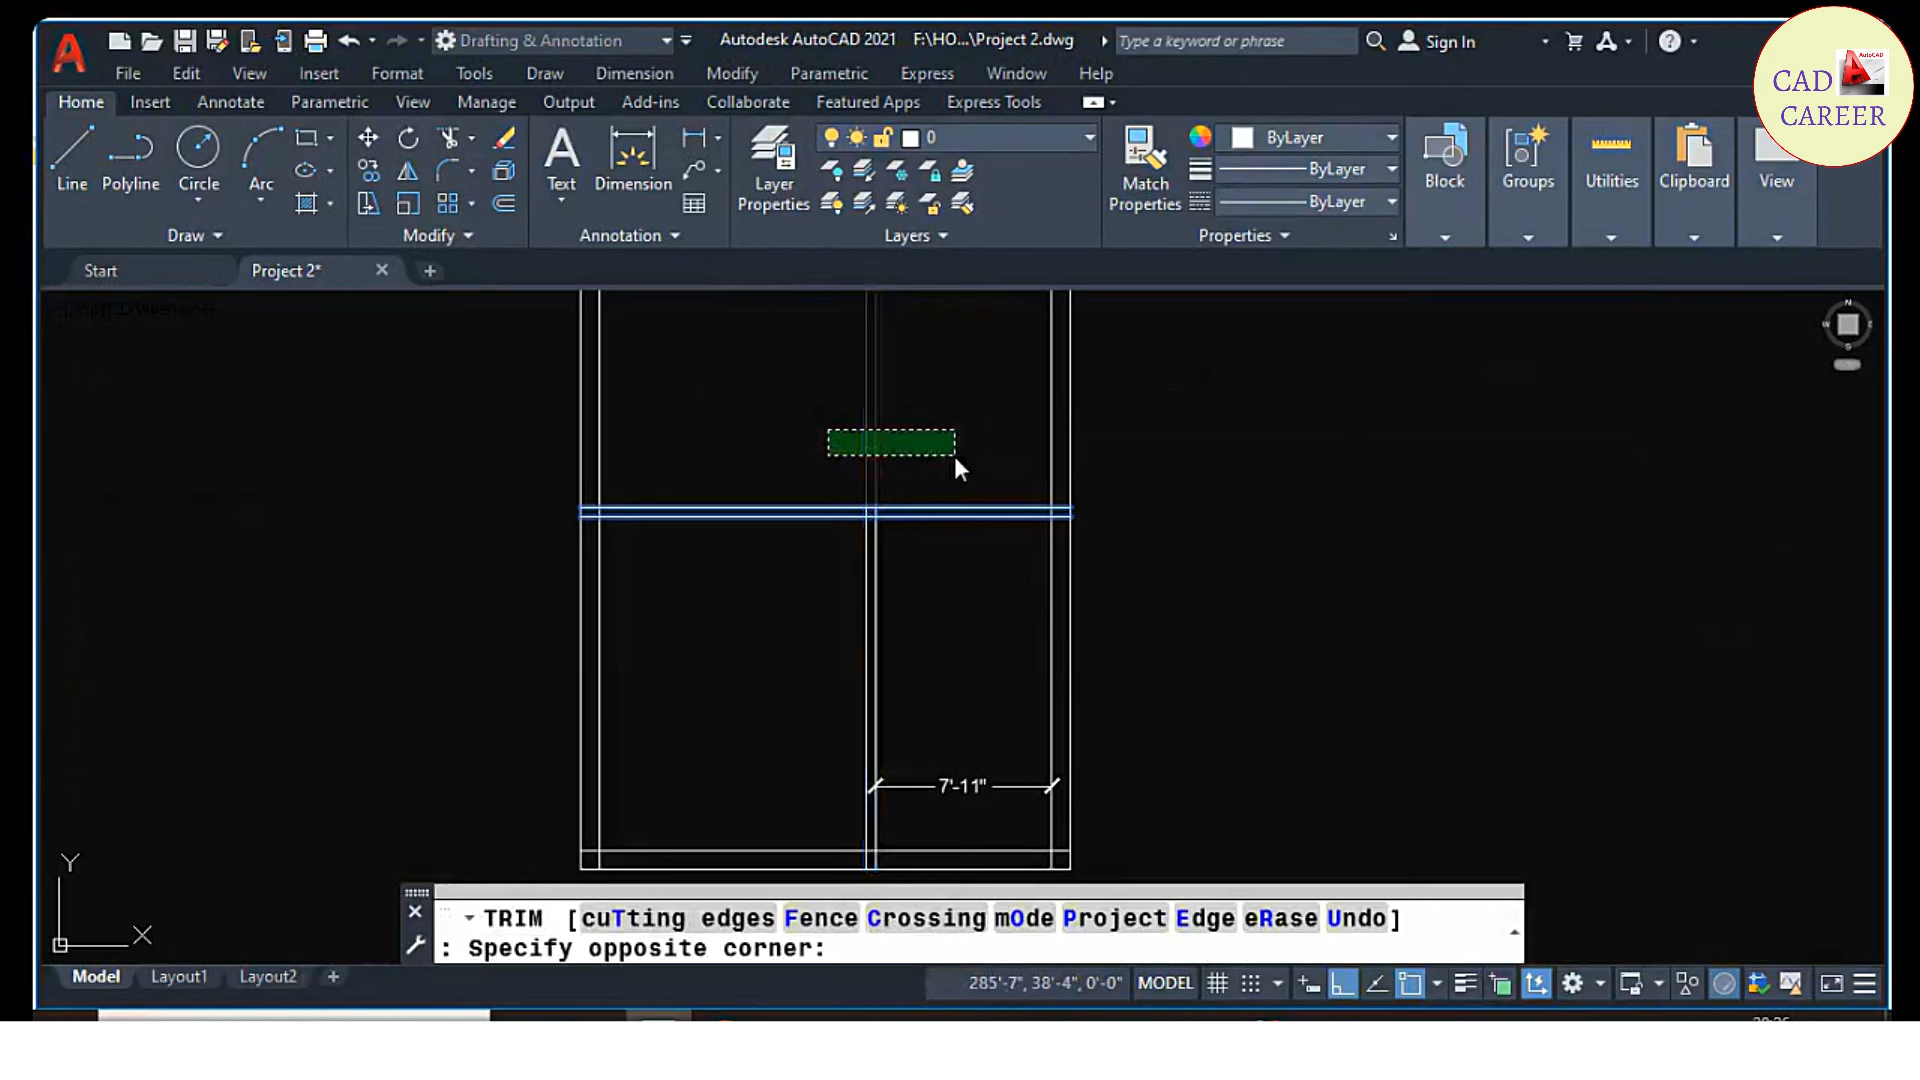 Drafting & Annotation
Autodesk AutoCAD 2021 F:\HO...\Project 2.dwg
Type a keyword or phrase
Sign In
AutoCAD
CAD
CAREER
File Edit View Insert Format Tools Draw Dimension Modify Parametric Express Window Help
Home Insert Annotate Parametric View Manage Output Add-ins Collaborate Featured Apps Express Tools
0
ByLayer
ByLayer
ByLayer
Line Polyline Circle Arc
Text Dimension
Layer Properties
Match Properties
Block Groups Utilities Clipboard View
Draw Modify Annotation Layers Properties
Start Project 2*
N
W
S
7'-11"
Y
X
TRIM [cuTting edges Fence Crossing mOde Project Edge eRase Undo]
: Specify opposite corner:
Model Layout1 Layout2
285'-7", 38'-4", 0'-0" MODEL